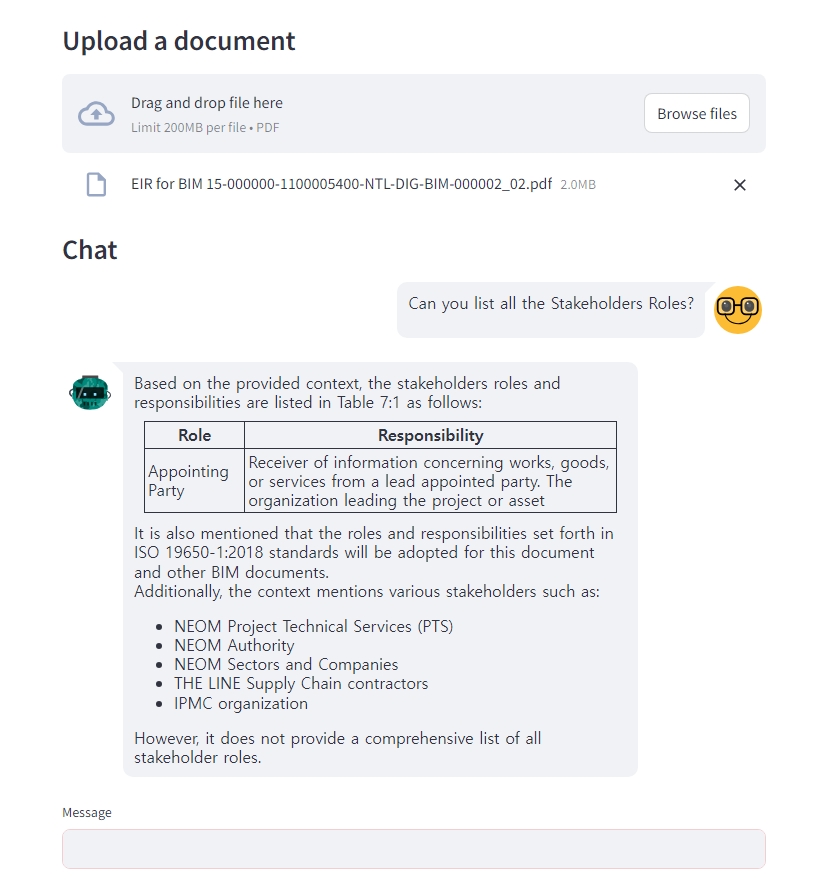 Upload a document
Drag and drop file here
Limit 200MB per file • PDF
Browse files
EIR for BIM 15-000000-1100005400-NTL-DIG-BIM-000002_02.pdf 2.0MB
Chat
Can you list all the Stakeholders Roles?
Based on the provided context, the stakeholders roles and
responsibilities are listed in Table 7:1 as follows:
Role Responsibility
Appointing
Party
Receiver of information concerning works, goods,
or services from a lead appointed party. The
organization leading the project or asset
It is also mentioned that the roles and responsibilities set forth in
ISO 19650-1:2018 standards will be adopted for this document
and other BIM documents.
Additionally, the context mentions various stakeholders such as:
• NEOM Project Technical Services (PTS)
• NEOM Authority
• NEOM Sectors and Companies
• THE LINE Supply Chain contractors
• IPMC organization
However, it does not provide a comprehensive list of all
stakeholder roles.
Message